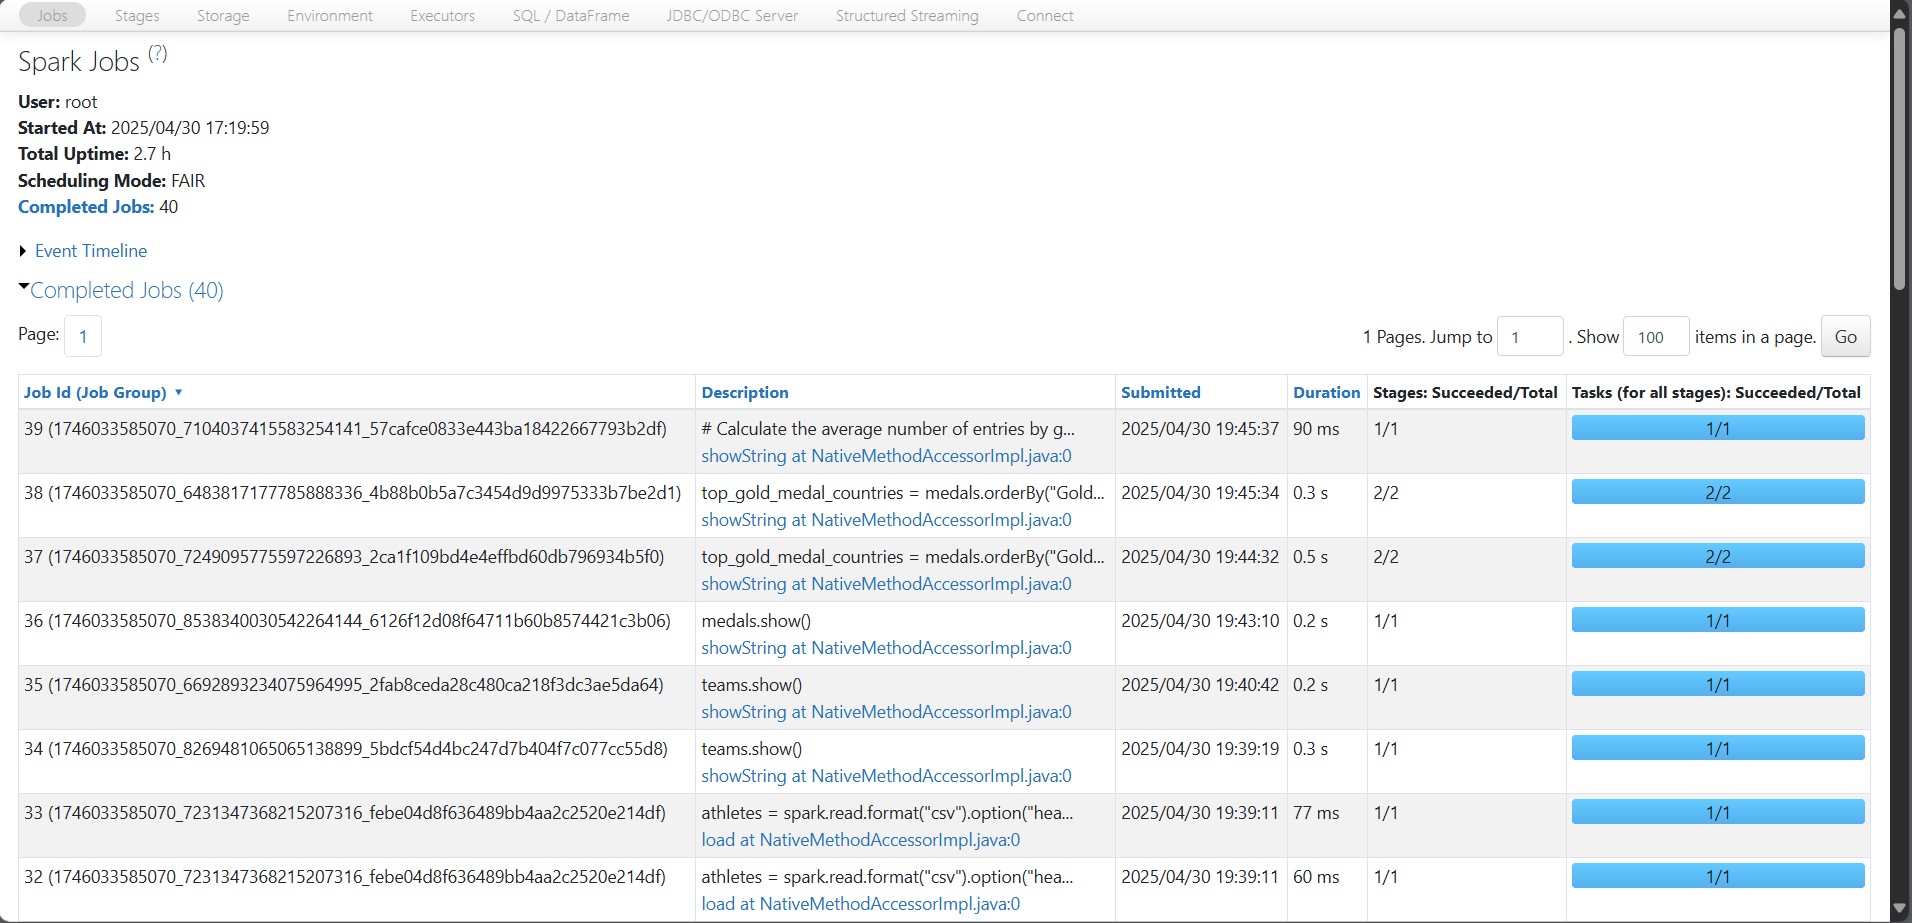 Jobs Stages Storage Environment Executors SQL / DataFrame JDBC/ODBC Server Structured Streaming Connect
Spark Jobs (?)
User: root
Started At: 2025/04/30 17:19:59
Total Uptime: 2.7 h
Scheduling Mode: FAIR
Completed Jobs: 40
Event Timeline
Completed Jobs (40)
Page: 1 1 Pages. Jump to 1 . Show 100 items in a page. Go
Job Id (Job Group) ▾ Description Submitted Duration Stages: Succeeded/Total Tasks (for all stages): Succeeded/Total
39 (1746033585070_7104037415583254141_57cafce0833e443ba18422667793b2df) # Calculate the average number of entries by g... 2025/04/30 19:45:37 90 ms 1/1 1/1
showString at NativeMethodAccessorImpl.java:0
38 (1746033585070_6483817177785888336_4b88b0b5a7c3454d9d9975333b7be2d1) top_gold_medal_countries = medals.orderBy("Gold... 2025/04/30 19:45:34 0.3 s 2/2 2/2
showString at NativeMethodAccessorImpl.java:0
37 (1746033585070_7249095775597226893_2ca1f109bd4e4effbd60db796934b5f0) top_gold_medal_countries = medals.orderBy("Gold... 2025/04/30 19:44:32 0.5 s 2/2 2/2
showString at NativeMethodAccessorImpl.java:0
36 (1746033585070_8538340030542264144_6126f12d08f64711b60b8574421c3b06) medals.show() 2025/04/30 19:43:10 0.2 s 1/1 1/1
showString at NativeMethodAccessorImpl.java:0
35 (1746033585070_6692893234075964995_2fab8ceda28c480ca218f3dc3ae5da64) teams.show() 2025/04/30 19:40:42 0.2 s 1/1 1/1
showString at NativeMethodAccessorImpl.java:0
34 (1746033585070_8269481065065138899_5bdcf54d4bc247d7b404f7c077cc55d8) teams.show() 2025/04/30 19:39:19 0.3 s 1/1 1/1
showString at NativeMethodAccessorImpl.java:0
33 (1746033585070_7231347368215207316_febe04d8f636489bb4aa2c2520e214df) athletes = spark.read.format("csv").option("hea... 2025/04/30 19:39:11 77 ms 1/1 1/1
load at NativeMethodAccessorImpl.java:0
32 (1746033585070_7231347368215207316_febe04d8f636489bb4aa2c2520e214df) athletes = spark.read.format("csv").option("hea... 2025/04/30 19:39:11 60 ms 1/1 1/1
load at NativeMethodAccessorImpl.java:0